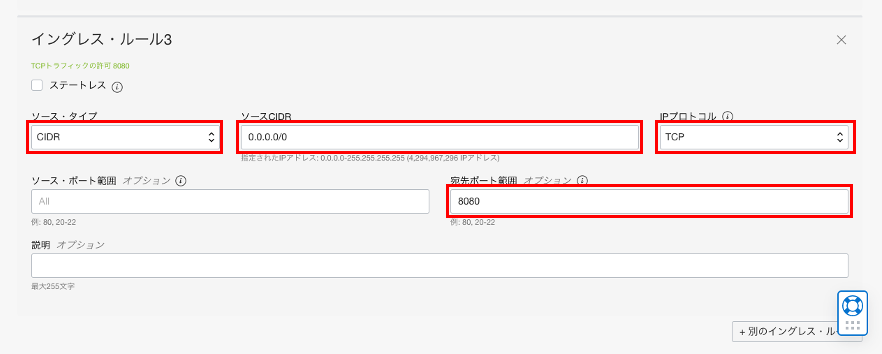 イングレス・ルール3
TCPトラフィックの許可 8080
ステートレス
ソース・タイプ ソースCIDR IPプロトコル
CIDR 0.0.0.0/0 TCP
指定されたIPアドレス: 0.0.0.0-255.255.255.255 (4,294,967,296 IPアドレス)
ソース・ポート範囲 オプション 宛先ポート範囲 オプション
All 8080
例: 80, 20-22 例: 80, 20-22
説明 オプション
最大255文字
+ 別のイングレス・ルー